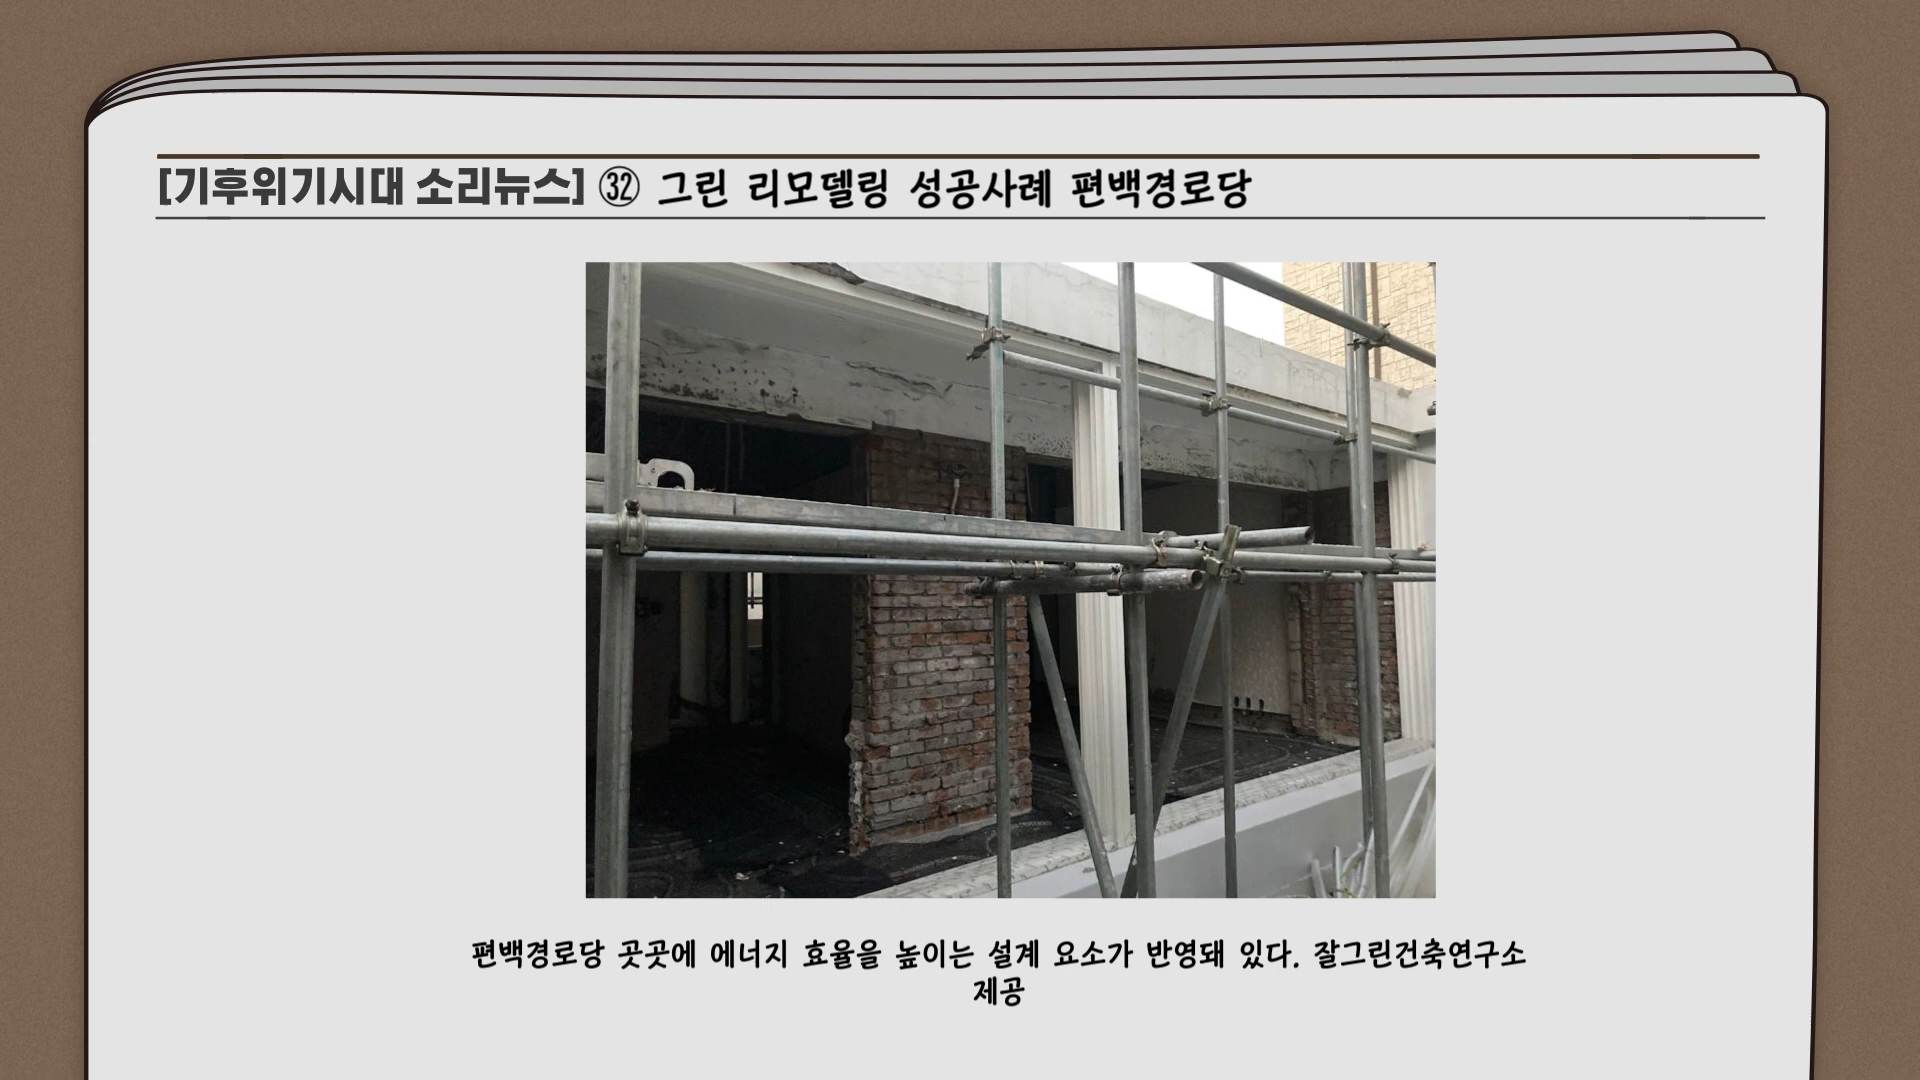 [기후위기시대 소리뉴스] ㉜ 그린 리모델링 성공사례 편백경로당
편백경로당 곳곳에 에너지 효율을 높이는 설계 요소가 반영돼 있다. 잘그린건축연구소
제공